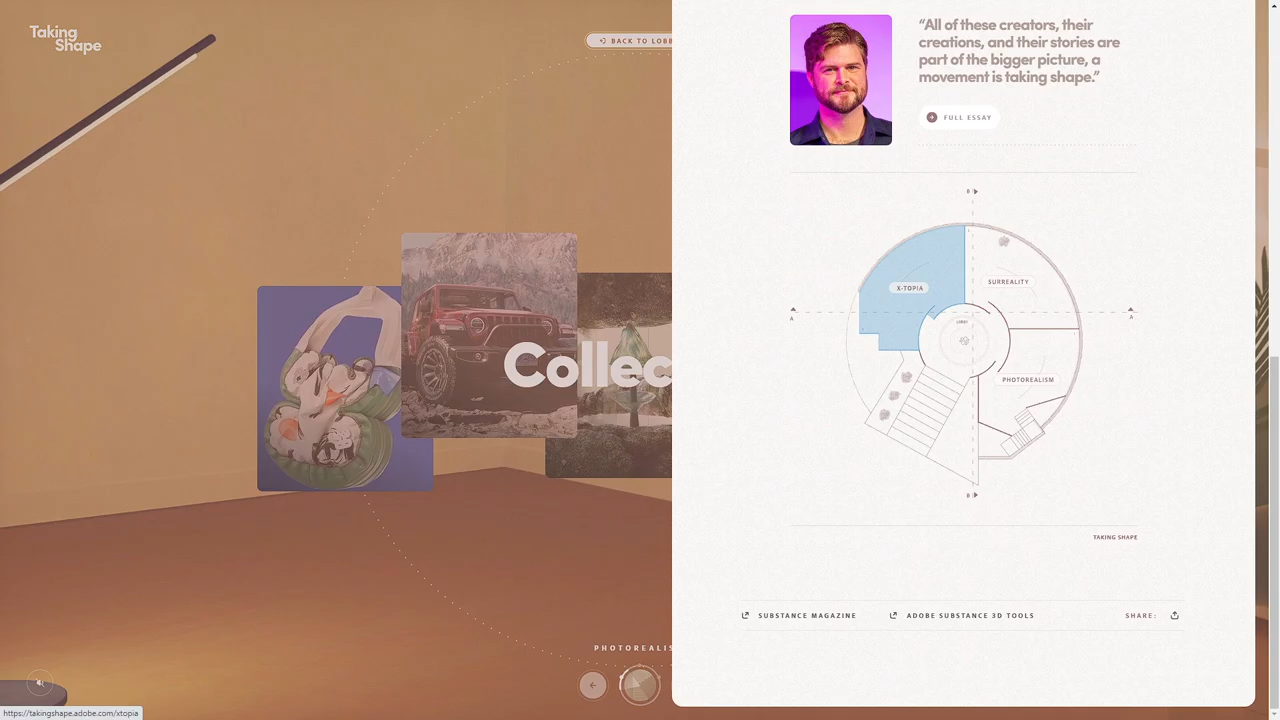 Taking
Shape
BACK TO LOBB
“All of these creators, their
creations, and their stories are
part of the bigger picture, a
movement is taking shape.”
FULL ESSAY
B
X-TOPIA
SURREALITY
A
A
LOBBY
PHOTOREALISM
Collec
B
TAKING SHAPE
SUBSTANCE MAGAZINE
ADOBE SUBSTANCE 3D TOOLS
SHARE:
PHOTOREALIS
https://takingshape.adobe.com/xtopia